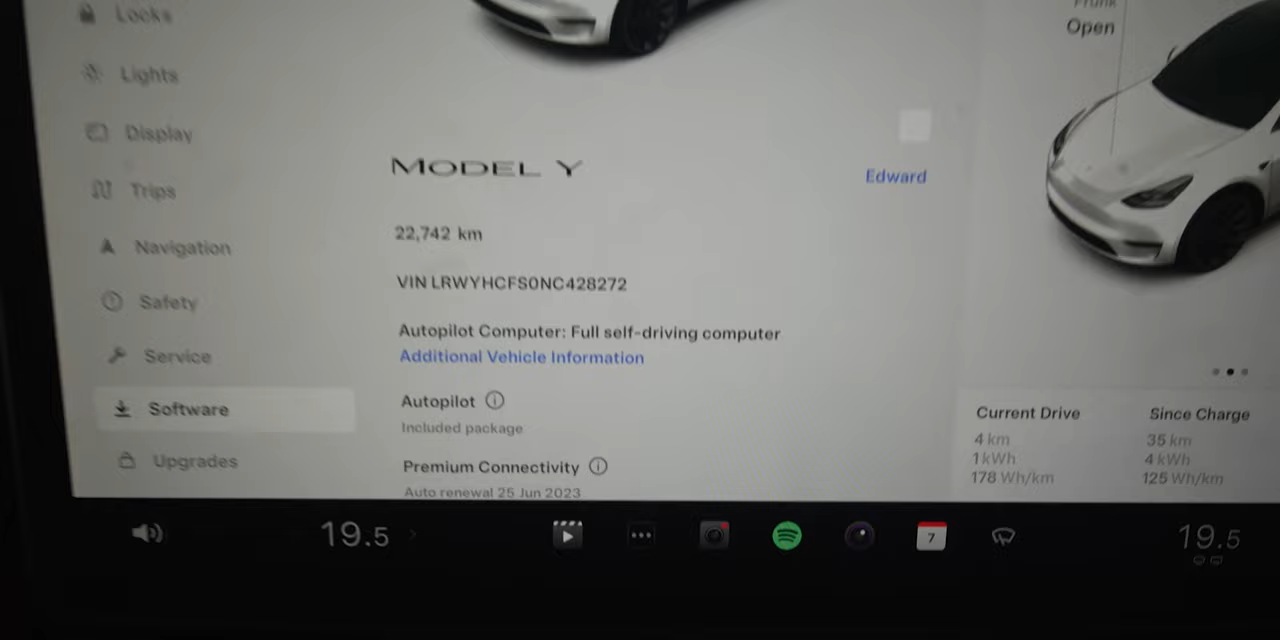 Locks
Lights
Display
Trips
Navigation
Safety
Service
Software
Upgrades
MODEL Y
Edward
22,742 km
VIN LRWYHCFS0NC428272
Autopilot Computer: Full self-driving computer
Additional Vehicle Information
Autopilot
Included package
Premium Connectivity
Auto renewal 25 Jun 2023
Frunk
Open
Current Drive
4 km
1 kWh
178 Wh/km
Since Charge
35 km
4 kWh
125 Wh/km
19.5
7
19.5